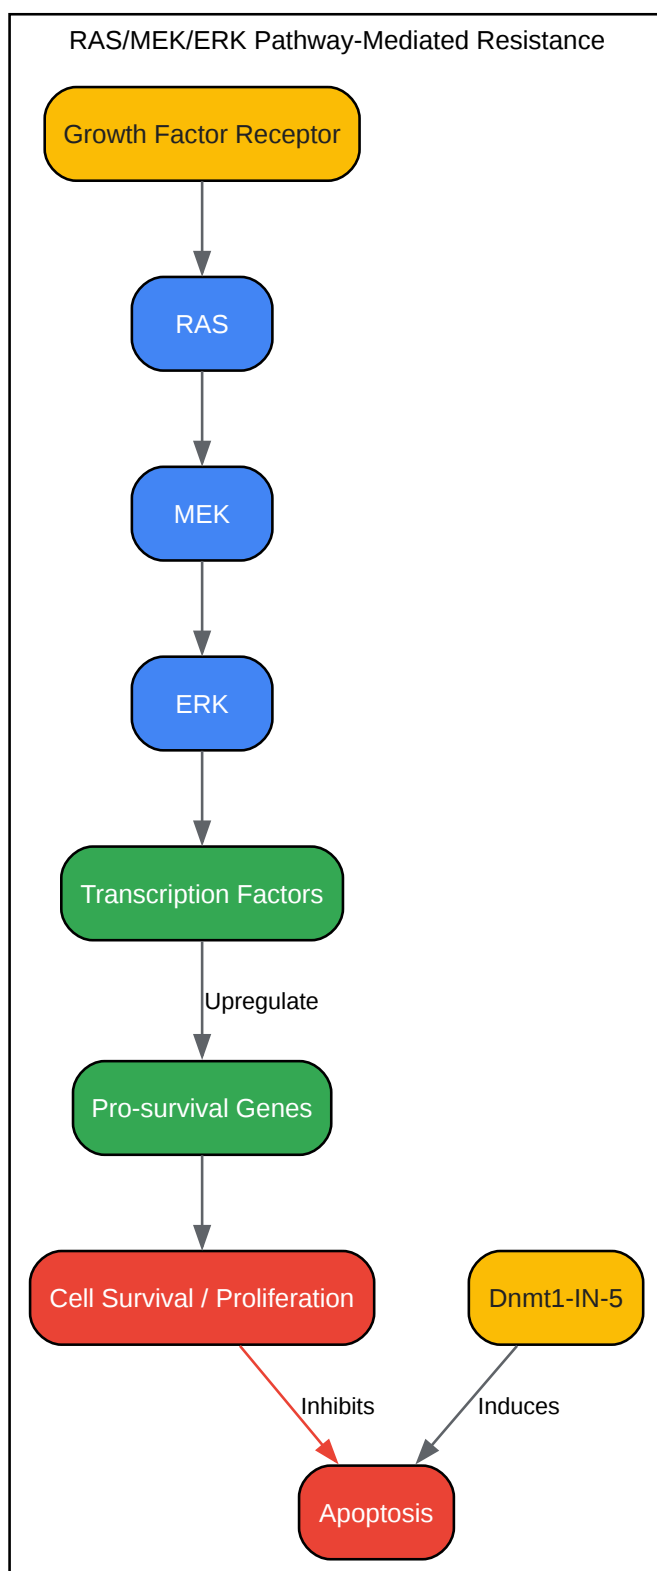 RAS/MEK/ERK Pathway-Mediated Resistance
Growth Factor Receptor
RAS
MEK
ERK
Transcription Factors
Upregulate
Pro-survival Genes
Cell Survival / Proliferation
Dnmt1-IN-5
Inhibits
Induces
Apoptosis